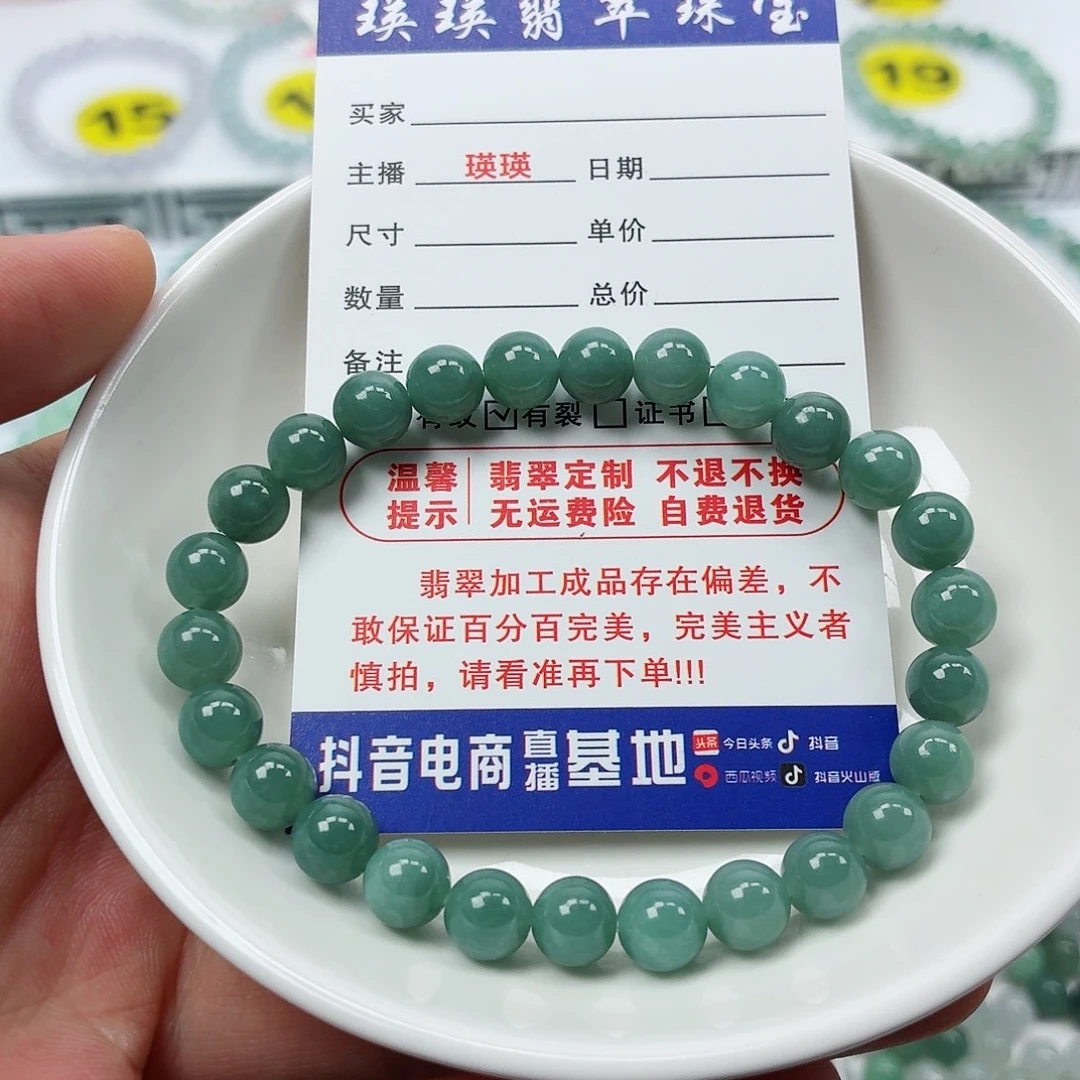 15
1
19
瑛瑛翡翠珠宝
买家
主播 瑛瑛 日期
尺寸 单价
数量 总价
备注
有纹 有裂 证书
温馨提示 翡翠定制 不退不换
无运费险 自费退货
翡翠加工成品存在偏差，不
敢保证百分百完美，完美主义者
慎拍，请看准再下单!!!
抖音电商直播基地
头条 今日头条 抖音
西瓜视频 抖音火山版